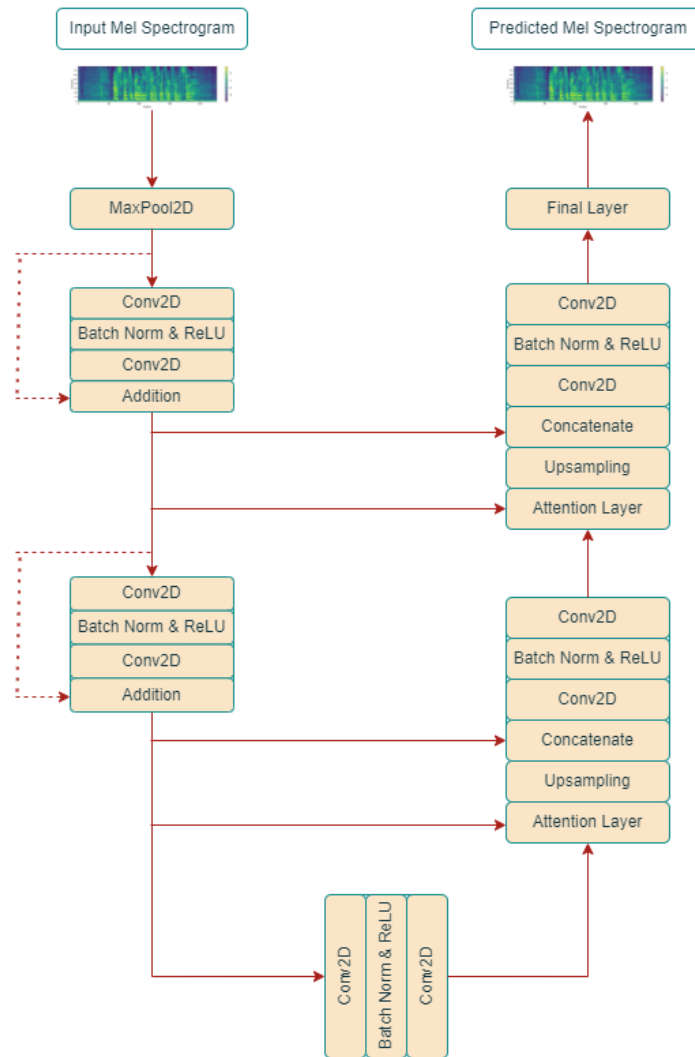 Input Mel Spectrogram
MaxPool2D
Conv2D
Batch Norm & ReLU
Conv2D
Addition
Conv2D
Batch Norm & ReLU
Conv2D
Addition
Conv2D
Batch Norm & ReLU
Conv2D
Predicted Mel Spectrogram
Final Layer
Conv2D
Batch Norm & ReLU
Conv2D
Concatenate
Upsampling
Attention Layer
Conv2D
Batch Norm & ReLU
Conv2D
Concatenate
Upsampling
Attention Layer